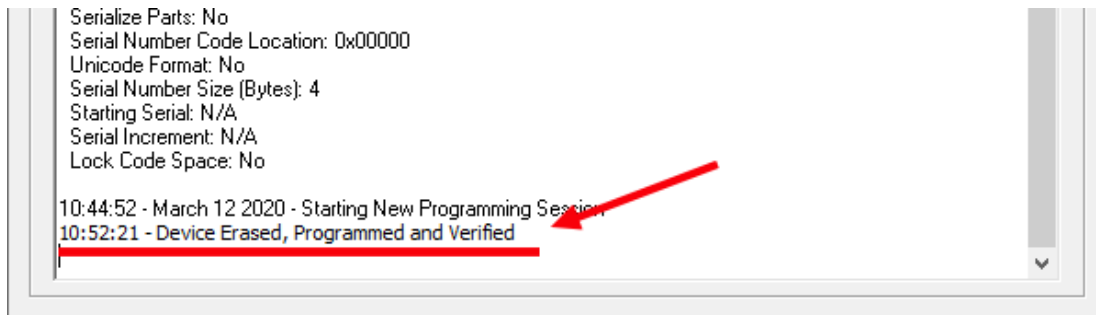 Serialize Parts: No
Serial Number Code Location: 0x00000
Unicode Format: No
Serial Number Size (Bytes): 4
Starting Serial: N/A
Serial Increment: N/A
Lock Code Space: No
10:44:52 - March 12 2020 - Starting New Programming Session
10:52:21 - Device Erased, Programmed and Verified